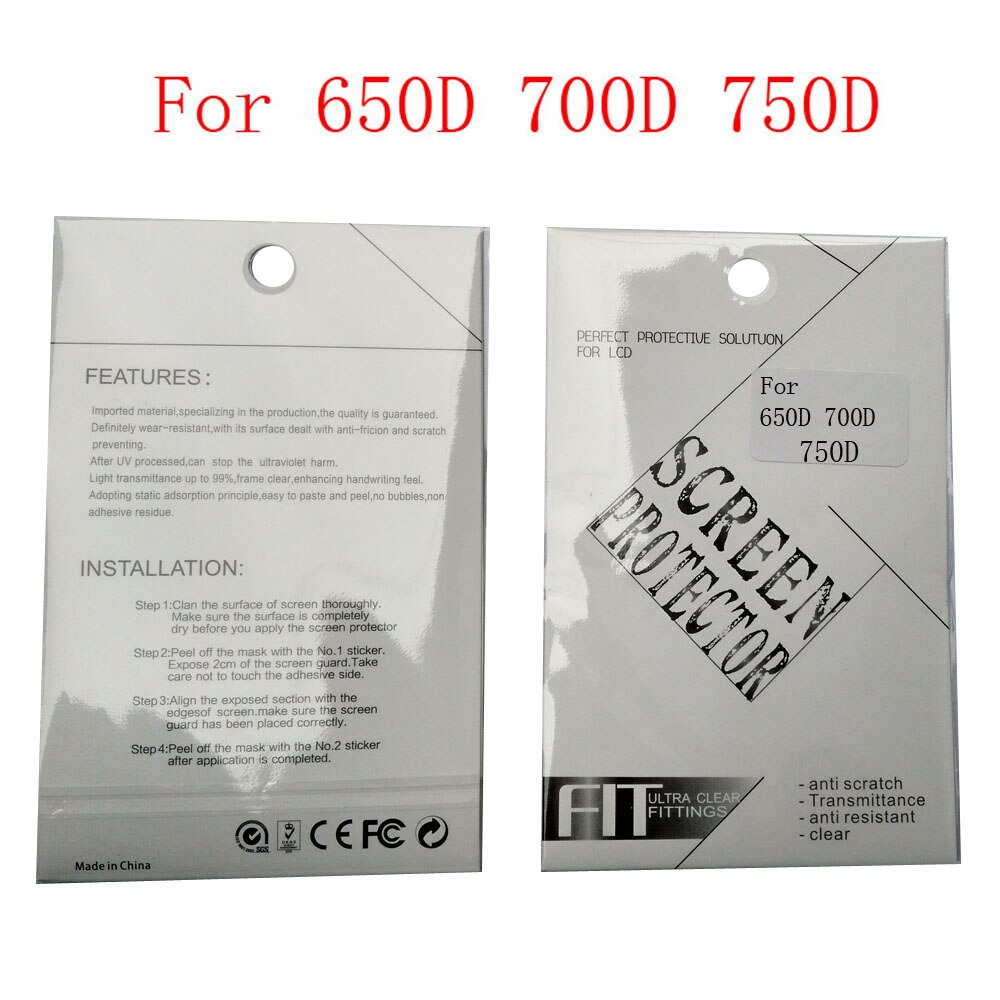 For 650D 700D 750D
FEATURES:
Imported material,specializing in the production,the quality is guaranteed.
Definitely wear-resistant,with its surface dealt with anti-fricion and scratch
preventing.
After UV processed,can stop the ultraviolet harm.
Light transmittance up to 99%,frame clear,enhancing handwriting feel.
Adopting static adsorption principle,easy to paste and peel,no bubbles,non
adhesive residue.
INSTALLATION:
Step 1:Clan the surface of screen thoroughly.
Make sure the surface is completely
dry before you apply the screen protector
Step2:Peel off the mask with the No.1 sticker.
Expose 2cm of the screen guard.Take
care not to touch the adhesive side.
Step 3:Align the exposed section with the
edgesof screen.make sure the screen
guard has been placed correctly.
Step4:Peel off the mask with the No.2 sticker
after application is completed.
SGS
CE FC
Made in China
PERFECT PROTECTIVE SOLUTUON
FOR LCD
For
650D 700D
750D
SCREEN
PROTECTOR
FIT ULTRA CLEAR
FITTINGS
- anti scratch
- Transmittance
- anti resistant
- clear